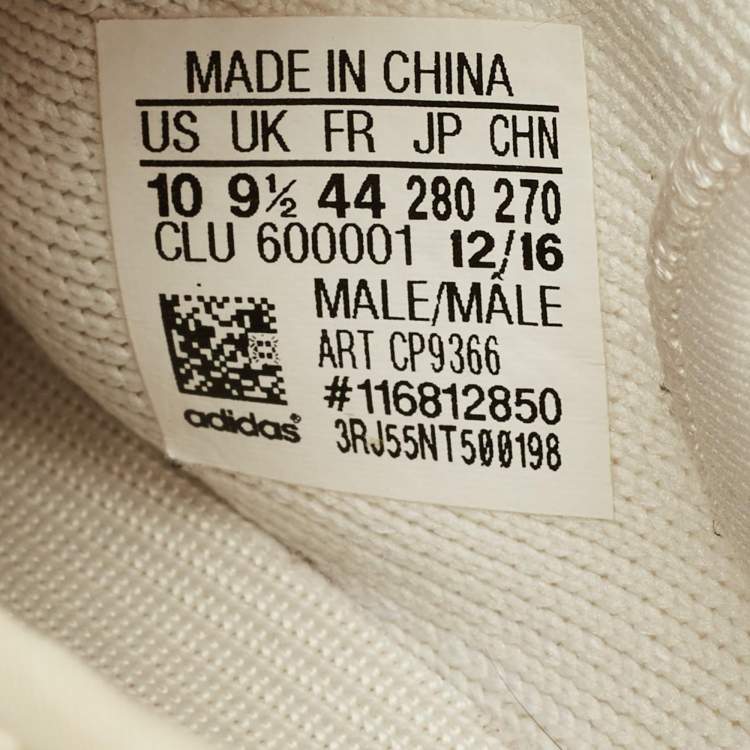 MADE IN CHINA
US UK FR JP CHN
10 9½ 44 280 270
CLU 600001 12/16
MALE/MÂLE
ART CP9366
#116812850
adidas®
3RJ55NT500198